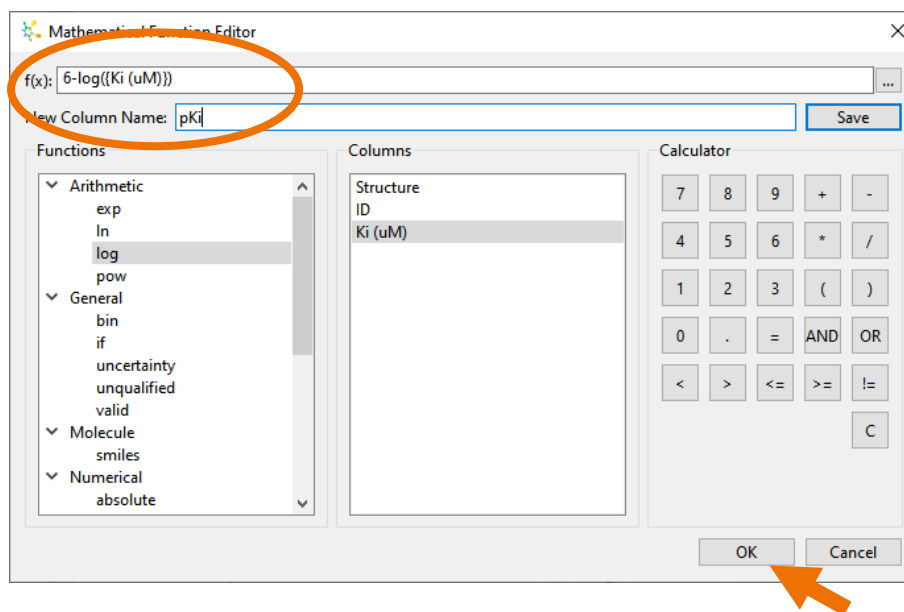 Mathematical Function Editor
f(x): 6-log({Ki (uM)}) ...
New Column Name: pKi Save
Functions Columns Calculator
Arithmetic
exp
ln
log
pow
General
bin
if
uncertainty
unqualified
valid
Molecule
smiles
Numerical
absolute
Structure
ID
Ki (uM)
7 8 9 + -
4 5 6 * /
1 2 3 ( )
0 . = AND OR
< > <= >= !=
C
OK Cancel